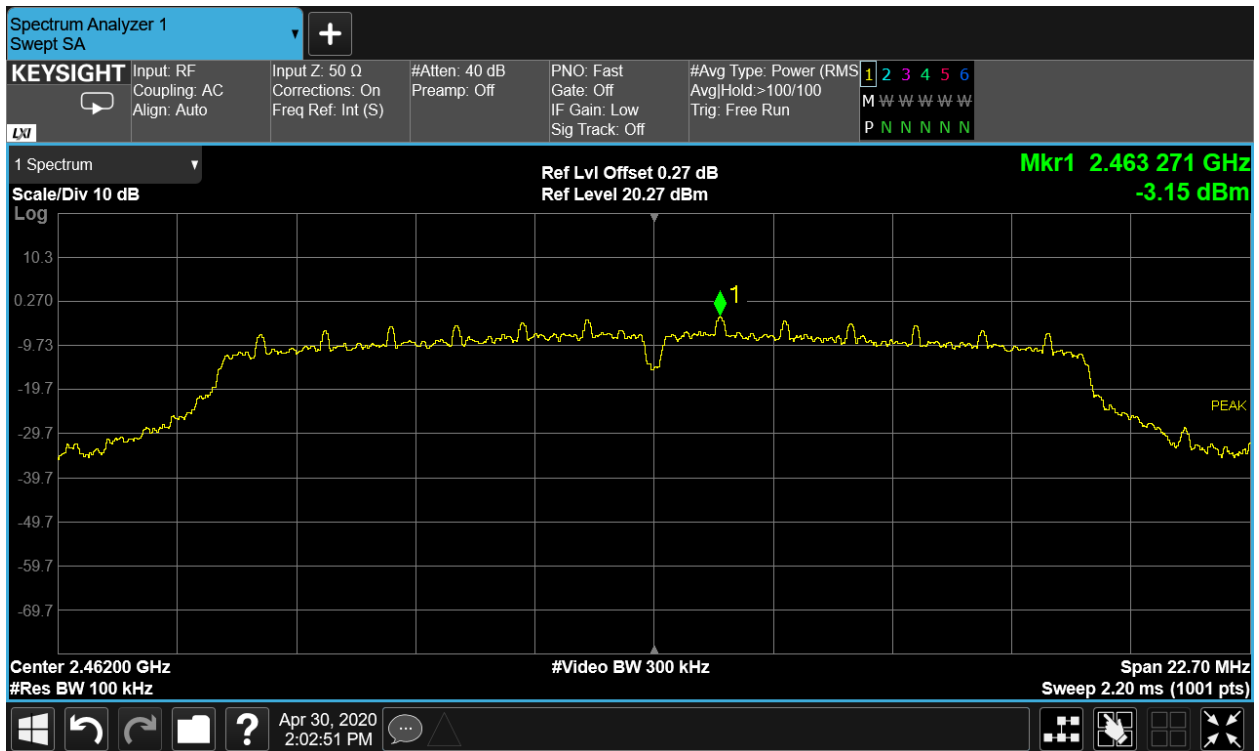 Spectrum Analyzer 1
Swept SA
+
KEYSIGHT
LXI
Input: RF
Coupling: AC
Align: Auto
Input Z: 50 Ω
Corrections: On
Freq Ref: Int (S)
#Atten: 40 dB
Preamp: Off
PNO: Fast
Gate: Off
IF Gain: Low
Sig Track: Off
#Avg Type: Power (RMS
Avg|Hold:>100/100
Trig: Free Run
1 2 3 4 5 6
M W W W W W
P N N N N N
1 Spectrum
Scale/Div 10 dB
Log
Ref Lvl Offset 0.27 dB
Ref Level 20.27 dBm
Mkr1 2.463 271 GHz
-3.15 dBm
10.3
0.270
-9.73
-19.7
-29.7
-39.7
-49.7
-59.7
-69.7
1
PEAK
Center 2.46200 GHz
#Res BW 100 kHz
#Video BW 300 kHz
Span 22.70 MHz
Sweep 2.20 ms (1001 pts)
?
Apr 30, 2020
2:02:51 PM